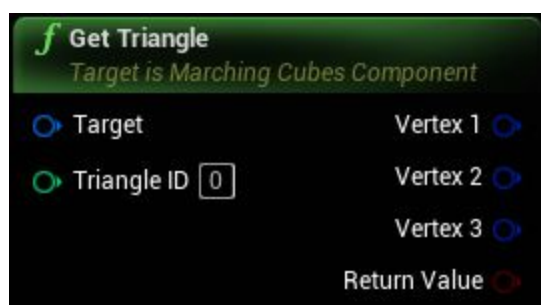 f Get Triangle
Target is Marching Cubes Component
Target Vertex 1
Triangle ID 0 Vertex 2
Vertex 3
Return Value